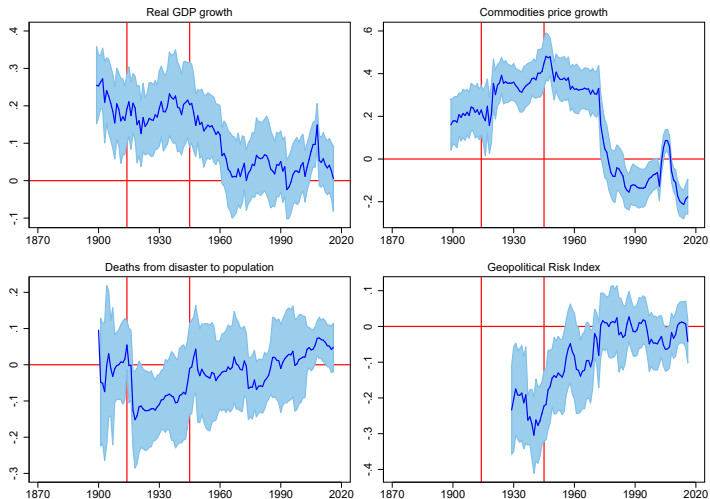 Real GDP growth
.4
.3
.2
.1
0
-.1
1870 1900 1930 1960 1990 2020
Commodities price growth
.6
.4
.2
0
-.2
1870 1900 1930 1960 1990 2020
Deaths from disaster to population
.2
.1
0
-.1
-.2
-.3
1870 1900 1930 1960 1990 2020
Geopolitical Risk Index
.1
0
-.1
-.2
-.3
-.4
1870 1900 1930 1960 1990 2020